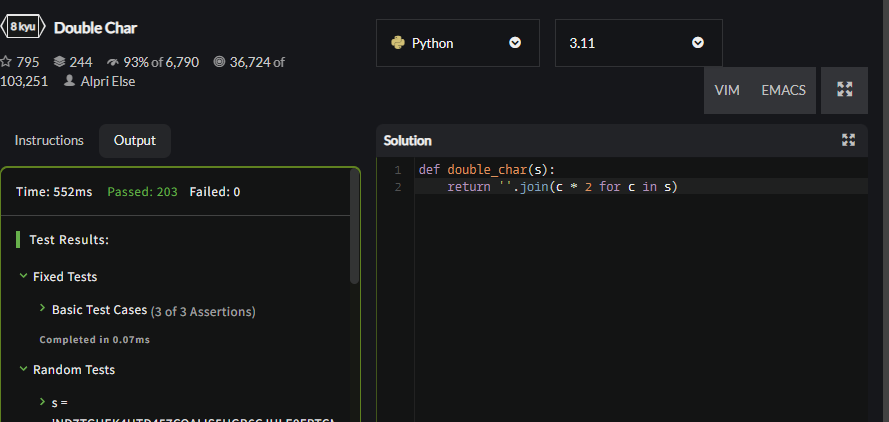 8 kyu Double Char
795 244 93% of 6,790 36,724 of
103,251 Alpri Else
Python
3.11
VIM EMACS
Instructions Output
Time: 552ms Passed: 203 Failed: 0
Test Results:
Fixed Tests
Basic Test Cases (3 of 3 Assertions)
Completed in 0.07ms
Random Tests
s =
Solution
1 def double_char(s):
2 return ''.join(c * 2 for c in s)